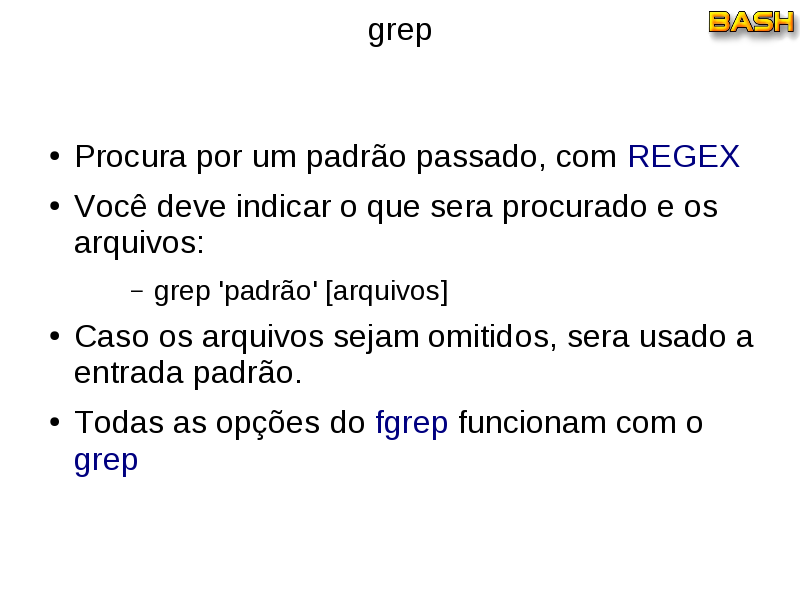 grep
BASH
• Procura por um padrão passado, com REGEX
• Você deve indicar o que sera procurado e os
arquivos:
– grep 'padrão' [arquivos]
• Caso os arquivos sejam omitidos, sera usado a
entrada padrão.
• Todas as opções do fgrep funcionam com o
grep